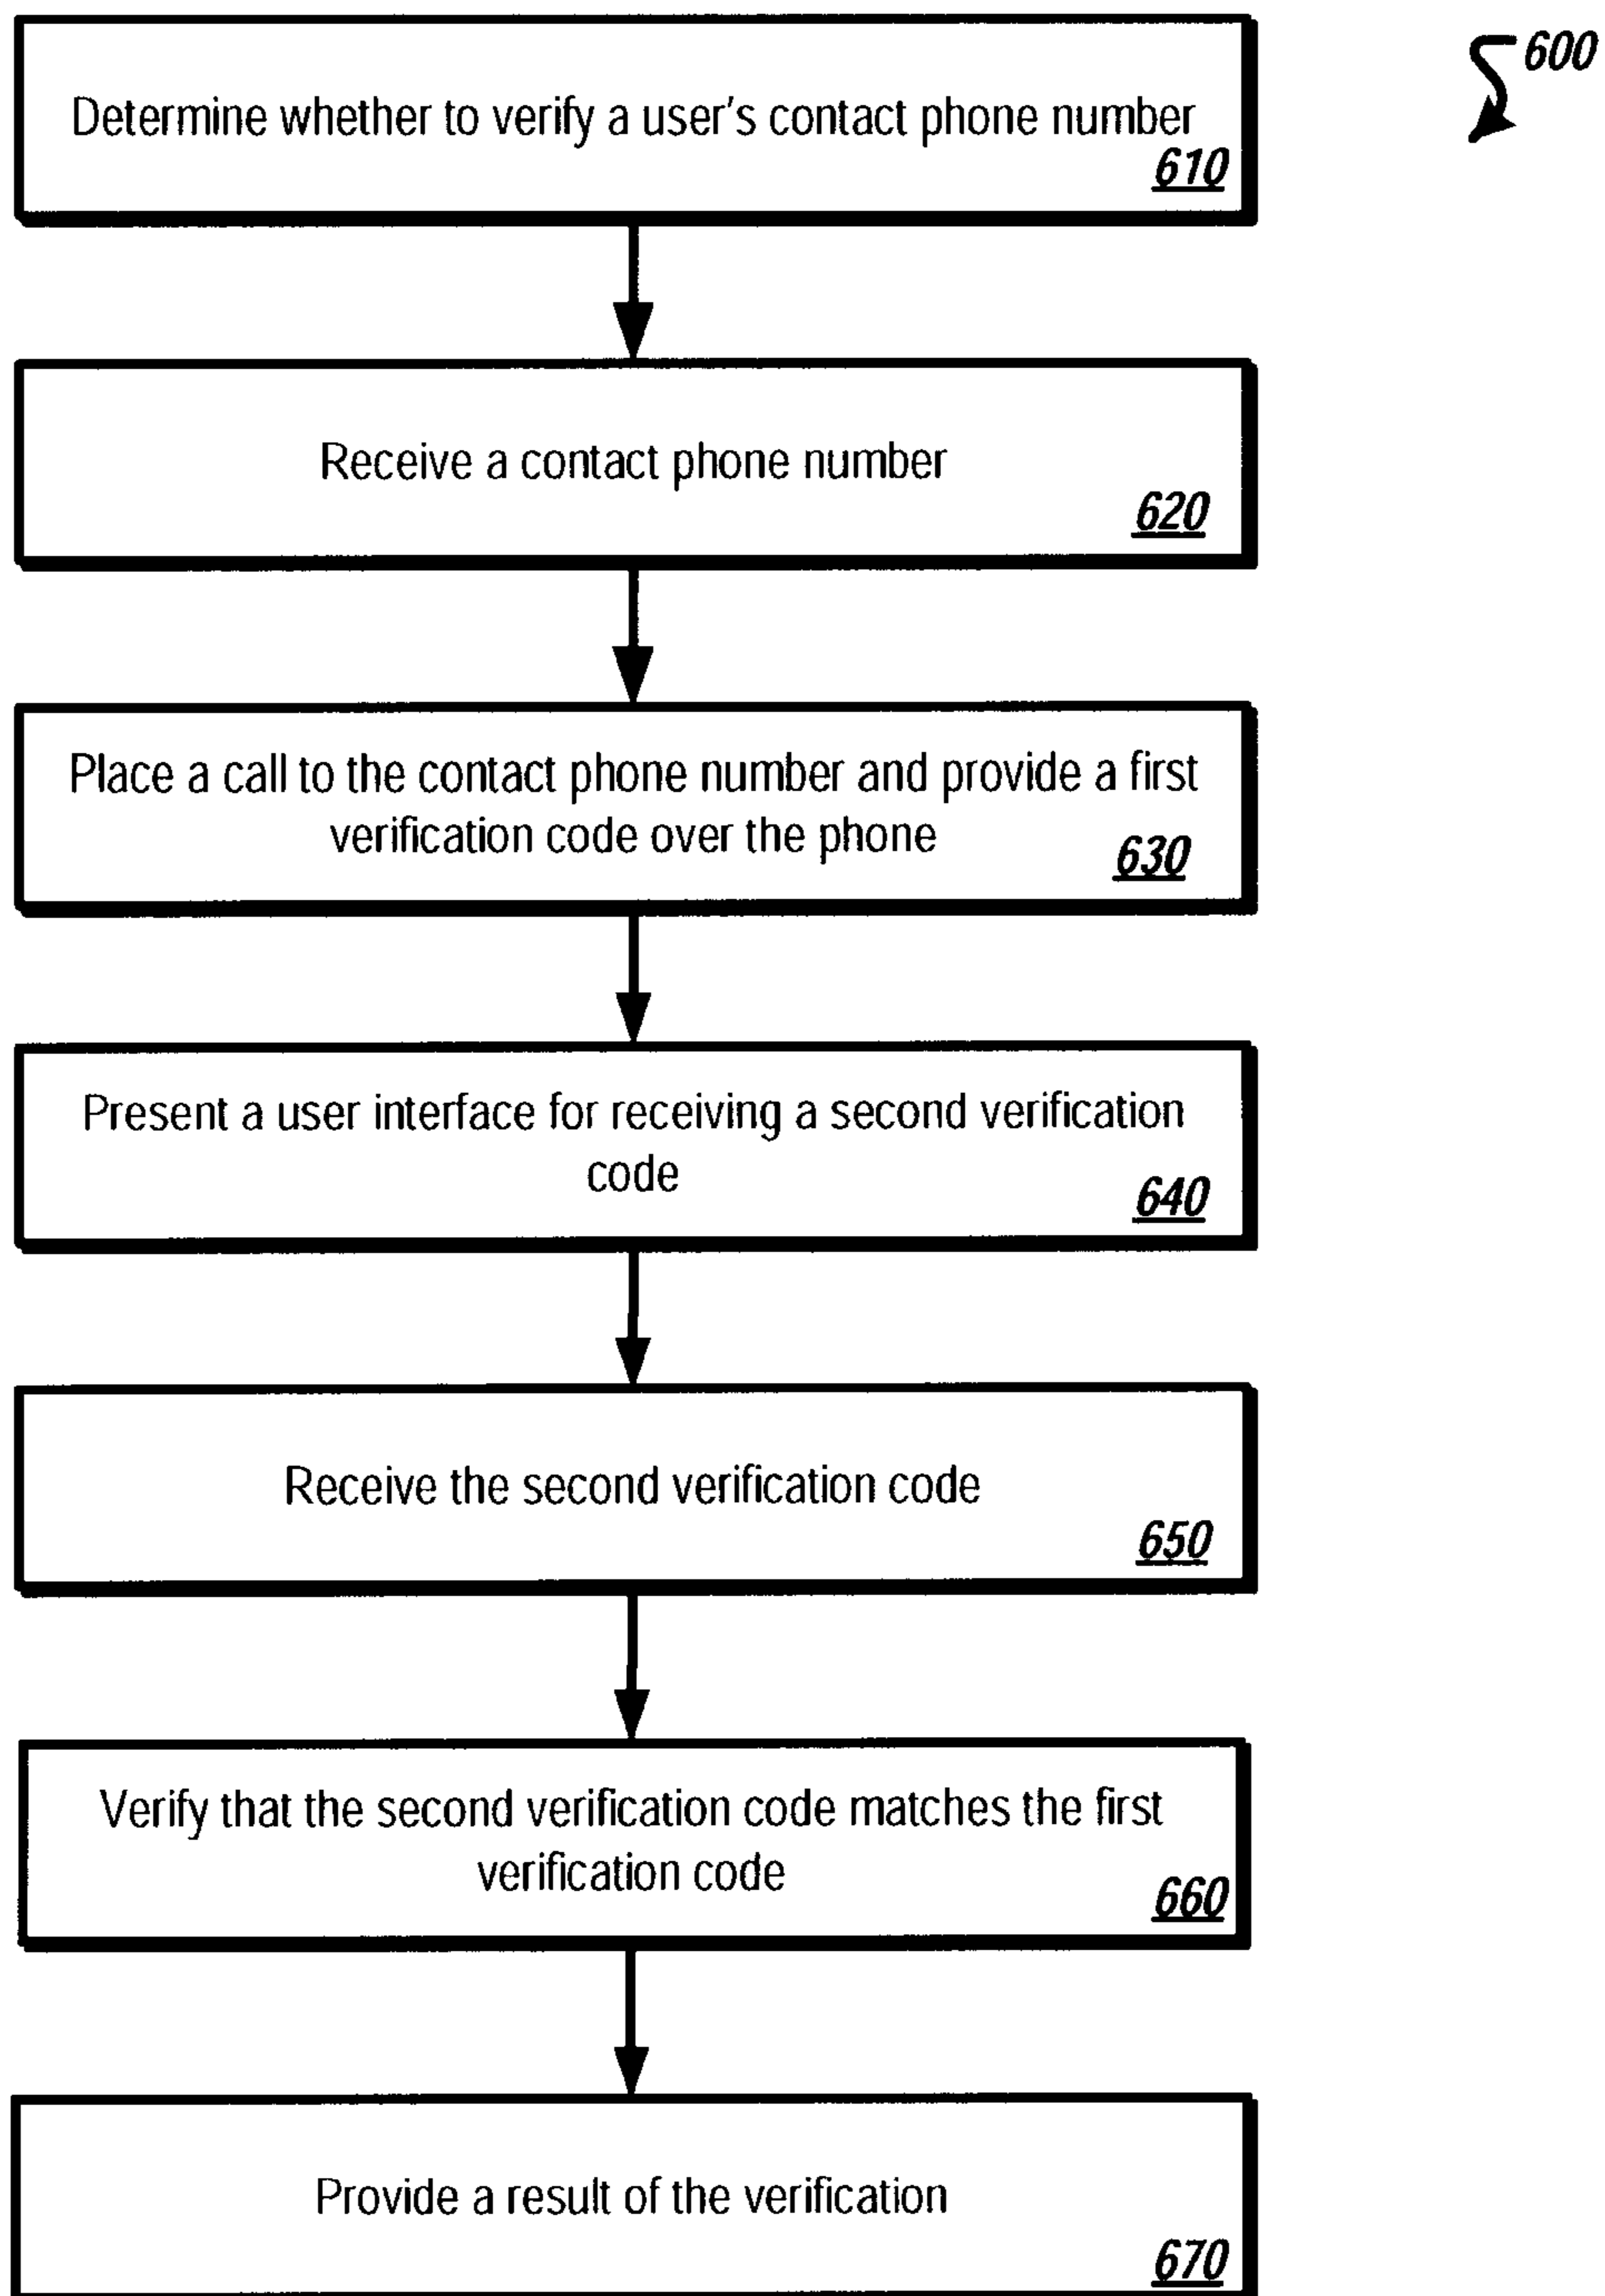 600
Determine whether to verify a user's contact phone number
610
Receive a contact phone number
620
Place a call to the contact phone number and provide a first
verification code over the phone
630
Present a user interface for receiving a second verification
code
640
Receive the second verification code
650
Verify that the second verification code matches the first
verification code
660
Provide a result of the verification
670